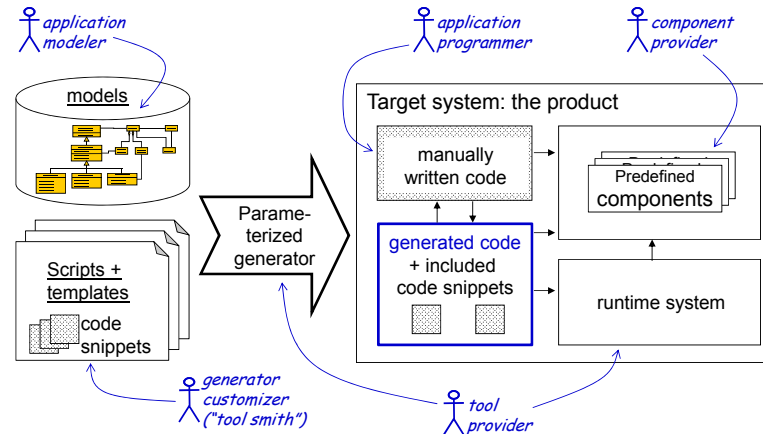 application
modeler
application
programmer
component
provider
models
Target system: the product
manually
written code
Predefined
components
Parame-
terized
generator
generated code
+ included
code snippets
runtime system
Scripts +
templates
code
snippets
generator
customizer
("tool smith")
tool
provider